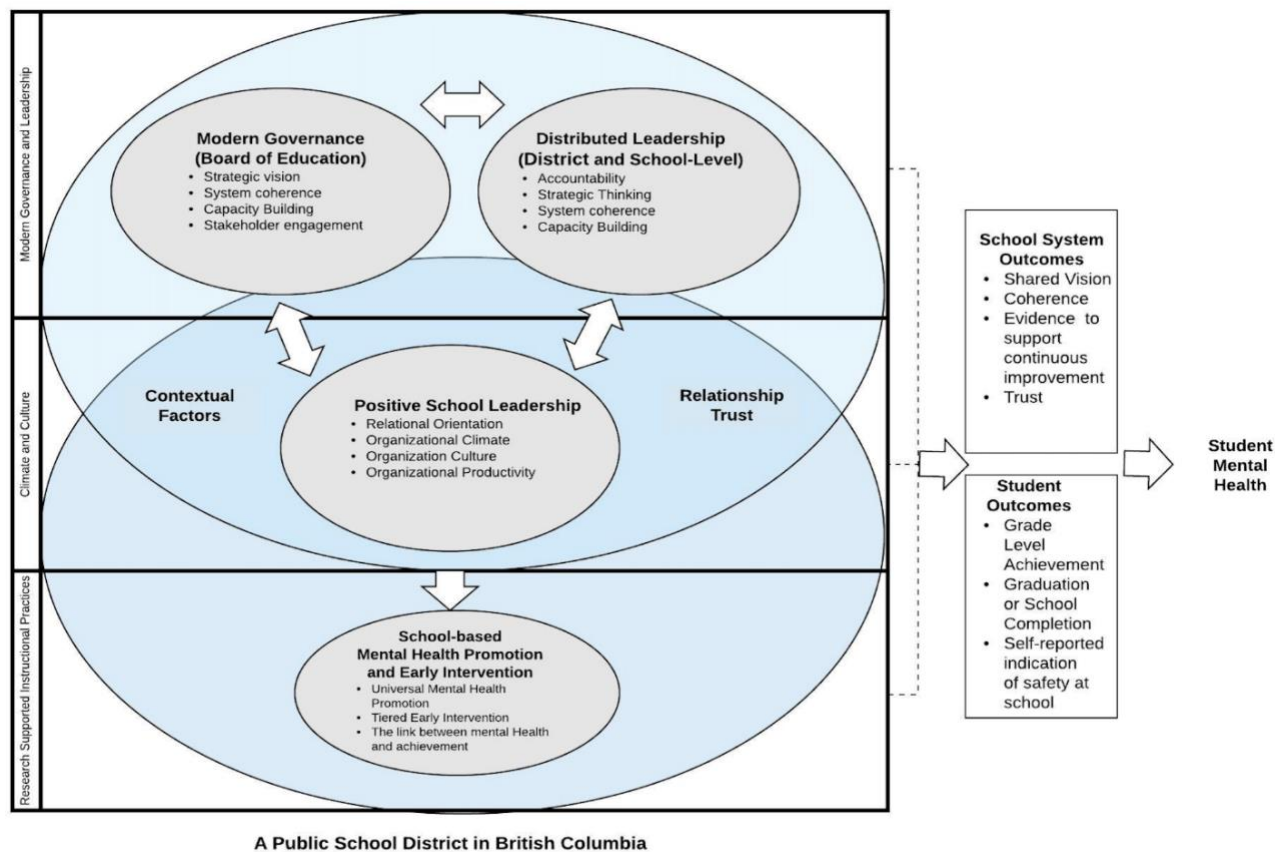 Modern Governance and Leadership
Modern Governance
(Board of Education)
• Strategic vision
• System coherence
• Capacity Building
• Stakeholder engagement
Distributed Leadership
(District and School-Level)
• Accountability
• Strategic Thinking
• System coherence
• Capacity Building
Climate and Culture
Contextual
Factors
Positive School Leadership
• Relational Orientation
• Organizational Climate
• Organization Culture
• Organizational Productivity
Relationship
Trust
Research Supported Instructional Practices
School-based
Mental Health Promotion
and Early Intervention
• Universal Mental Health
Promotion
• Tiered Early Intervention
• The link between mental Health
and achievement
School System
Outcomes
• Shared Vision
• Coherence
• Evidence to
support
continuous
improvement
• Trust
Student
Outcomes
• Grade
Level
Achievement
• Graduation
or School
Completion
• Self-reported
indication
of safety at
school
Student
Mental
Health
A Public School District in British Columbia